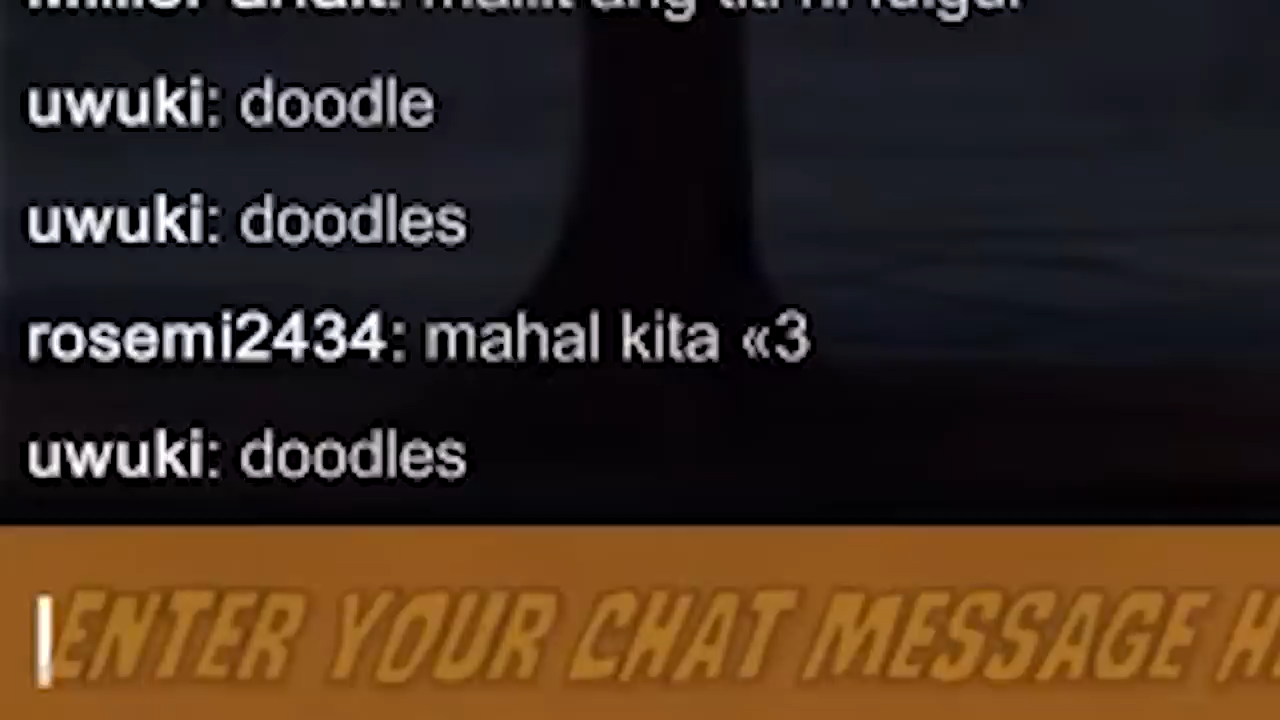 uwuki: doodle
uwuki: doodles
rosemi2434: mahal kita «3
uwuki: doodles
ENTER YOUR CHAT MESSAGE